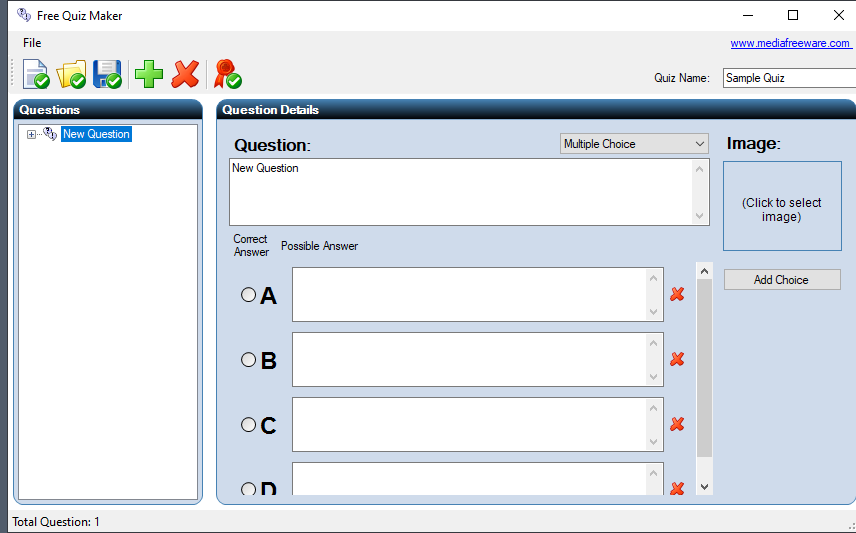 Free Quiz Maker
File
www.mediafreeware.com
Quiz Name: Sample Quiz
Questions
New Question
Question Details
Question:
Multiple Choice
Image:
New Question
(Click to select
image)
Correct
Answer
Possible Answer
Add Choice
A
B
C
D
Total Question: 1